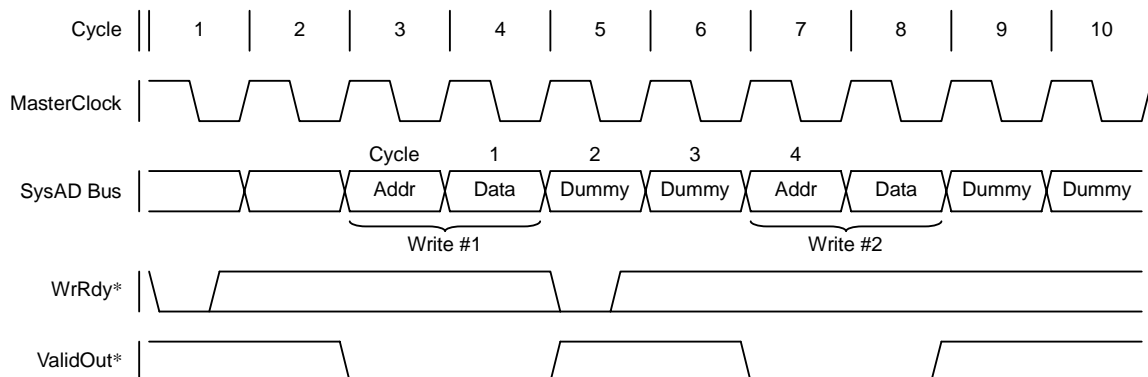 Cycle 1 2 3 4 5 6 7 8 9 10
MasterClock
Cycle 1 2 3 4
SysAD Bus Addr Data Dummy Dummy Addr Data Dummy Dummy
Write #1 Write #2
WrRdy*
ValidOut*